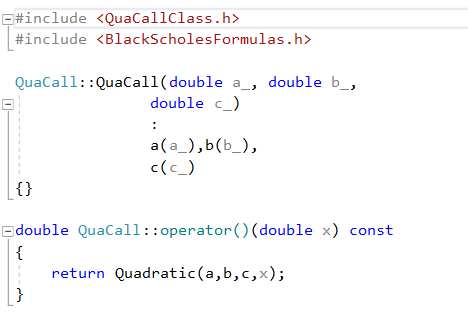 #include <QuaCallClass.h>
#include <BlackScholesFormulas.h>
QuaCall::QuaCall(double a_, double b_,
double c_)
:
a(a_),b(b_),
c(c_)
{}
double QuaCall::operator()(double x) const
{
return Quadratic(a,b,c,x);
}